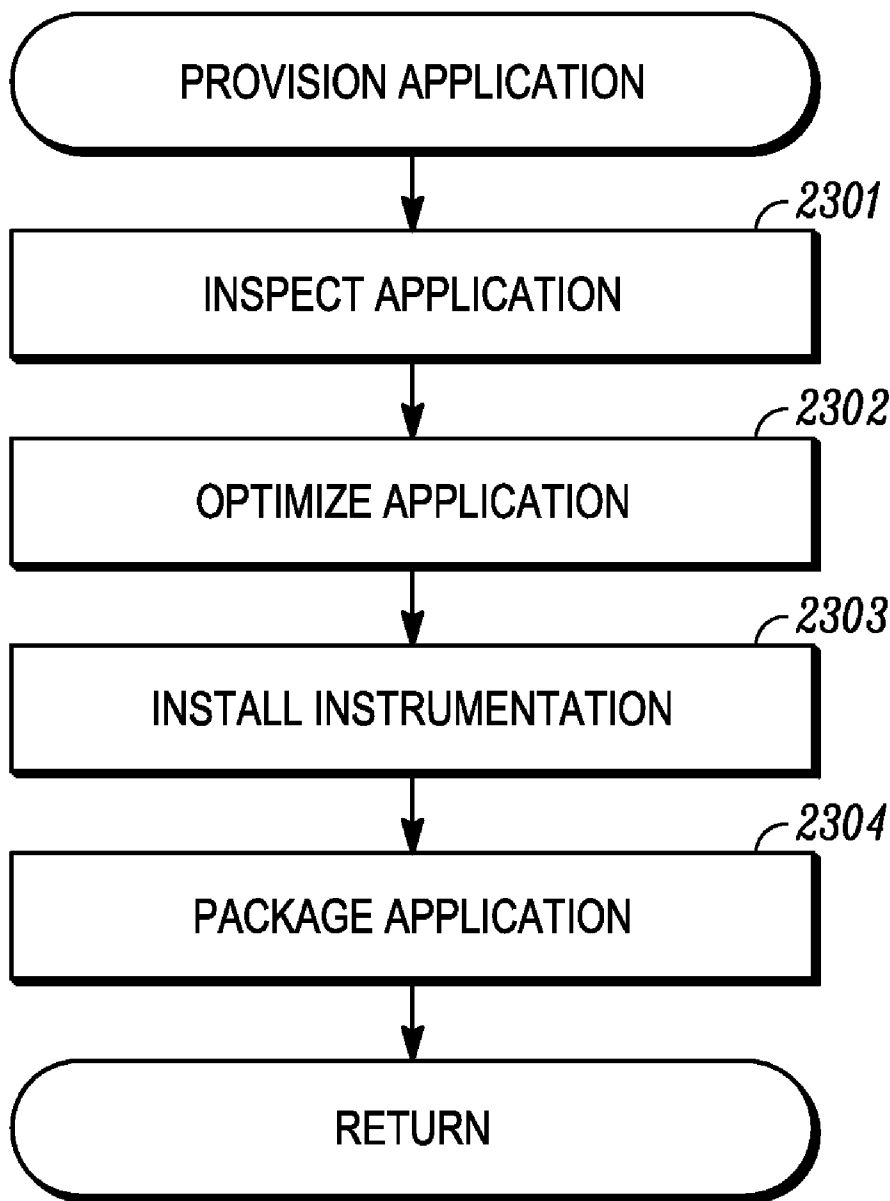 PROVISION APPLICATION
2301
INSPECT APPLICATION
2302
OPTIMIZE APPLICATION
2303
INSTALL INSTRUMENTATION
2304
PACKAGE APPLICATION
RETURN